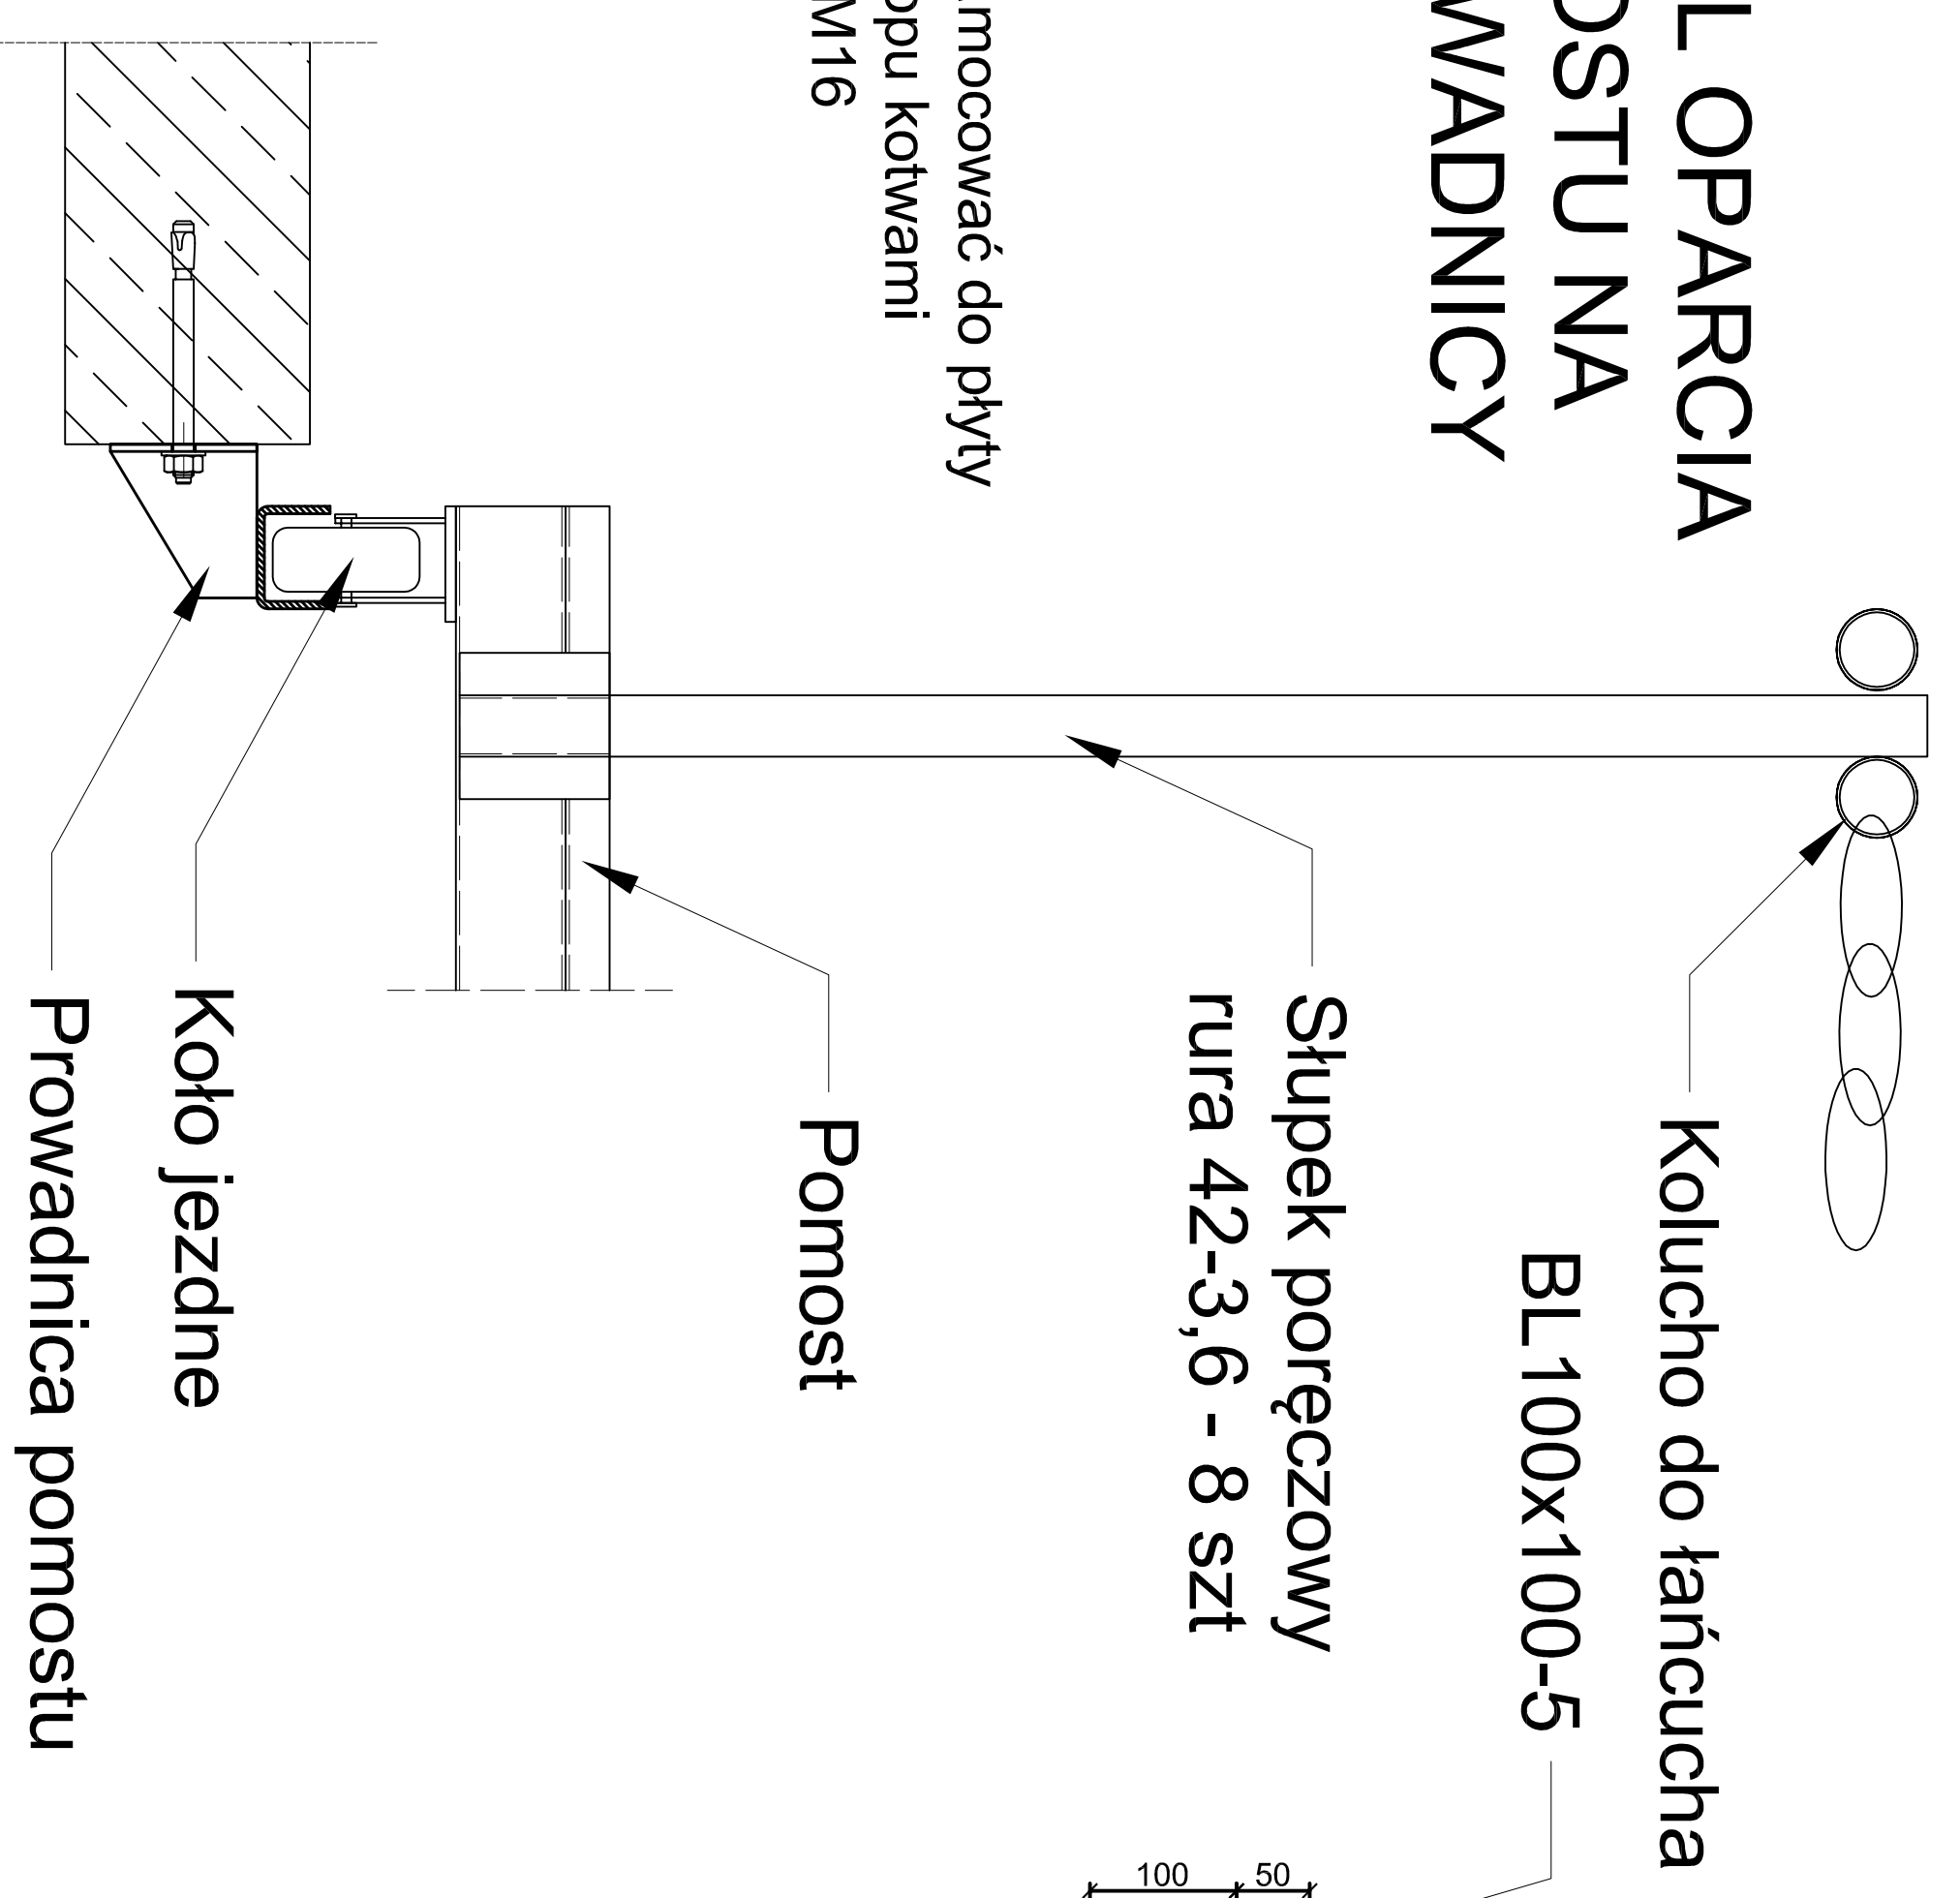 L OPARCIA
OSTU NA
WADNICY
mocować do płyty
opu kotwami
M16
Kolucho do łańcucha
BL100x100-5
Słupek poręczowy
rura 42-3,6 - 8 szt
Pomost
Koło jezdne
Prowadnica pomostu
100 50